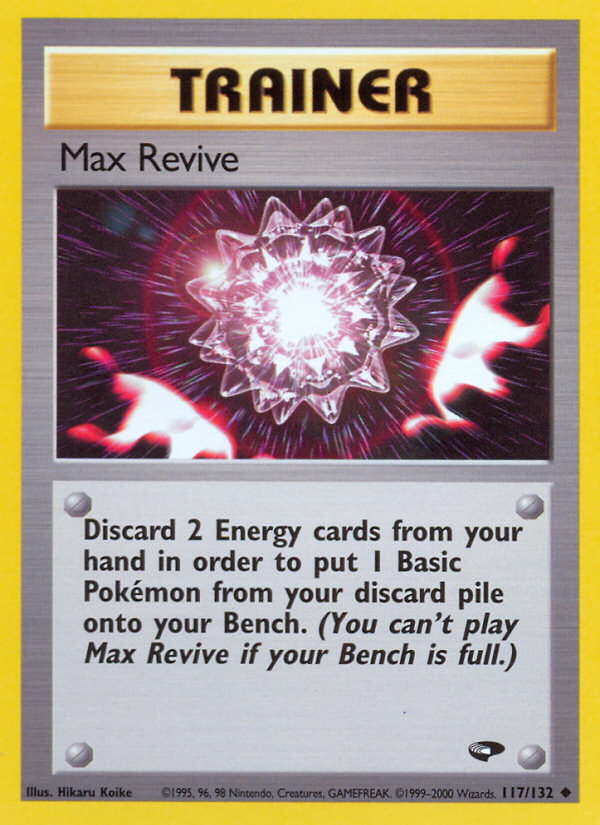 TRAINER
Max Revive
Discard 2 Energy cards from your
hand in order to put 1 Basic
Pokémon from your discard pile
onto your Bench. (You can't play
Max Revive if your Bench is full.)
Illus. Hikaru Koike ©1995, 96, 98 Nintendo, Creatures, GAMEFREAK. ©1999-2000 Wizards. 117/132 ◆